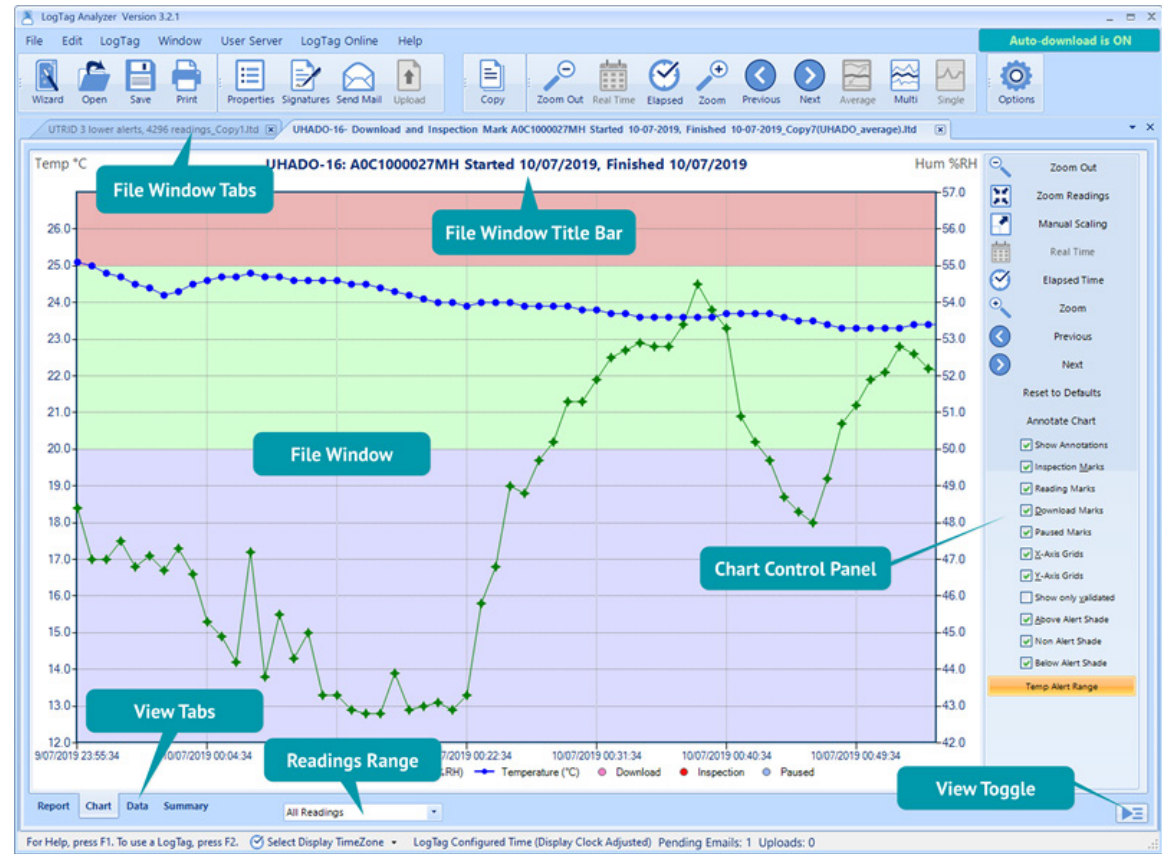 LogTag Analyzer Version 3.2.1
File Edit LogTag Window User Server LogTag Online Help
Auto-download is ON
Wizard Open Save Print Properties Signatures Send Mail Upload Copy Zoom Out Real Time Elapsed Zoom Previous Next Average Multi Single Options
UTRID 3 lower alerts, 4296 readings_Copy1.ltd
UHADO-16- Download and Inspection Mark A0C1000027MH Started 10-07-2019, Finished 10-07-2019_Copy7(UHADO_average).ltd
Temp °C
UHADO-16: A0C1000027MH Started 10/07/2019, Finished 10/07/2019
Hum %RH
File Window Tabs
File Window Title Bar
File Window
Chart Control Panel
View Tabs
Readings Range
View Toggle
26.0
25.0
24.0
23.0
22.0
21.0
20.0
19.0
18.0
17.0
16.0
15.0
14.0
13.0
12.0
57.0
56.0
55.0
54.0
53.0
52.0
51.0
50.0
49.0
48.0
47.0
46.0
45.0
44.0
43.0
42.0
9/07/2019 23:55:34
10/07/2019 00:04:34
/07/2019 00:22:34
10/07/2019 00:31:34
10/07/2019 00:40:34
10/07/2019 00:49:34
%RH) Temperature (°C) Download Inspection Paused
Zoom Out
Zoom Readings
Manual Scaling
Real Time
Elapsed Time
Zoom
Previous
Next
Reset to Defaults
Annotate Chart
Show Annotations
Inspection Marks
Reading Marks
Download Marks
Paused Marks
X-Axis Grids
Y-Axis Grids
Show only validated
Above Alert Shade
Non Alert Shade
Below Alert Shade
Temp Alert Range
Report Chart Data Summary
All Readings
For Help, press F1. To use a LogTag, press F2. Select Display TimeZone LogTag Configured Time (Display Clock Adjusted) Pending Emails: 1 Uploads: 0